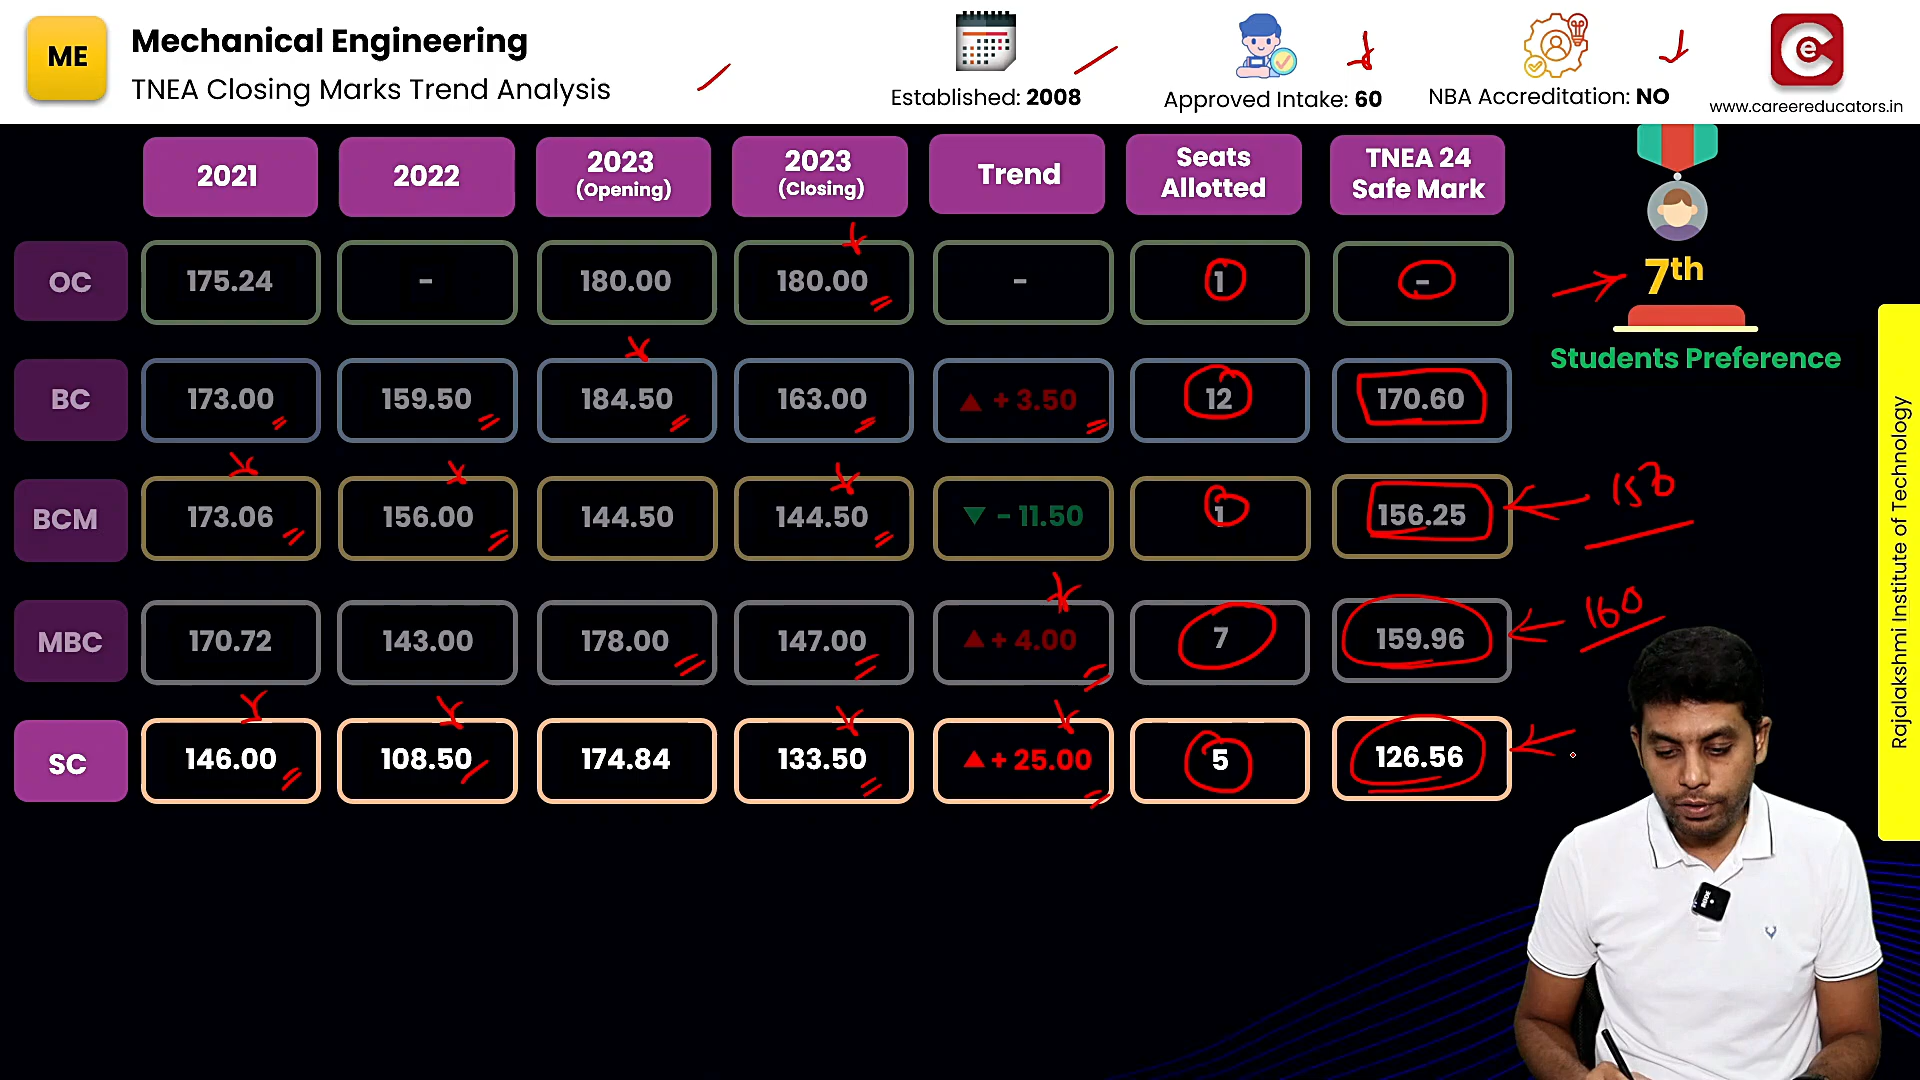 ME
Mechanical Engineering
TNEA Closing Marks Trend Analysis
Established: 2008
Approved Intake: 60
NBA Accreditation: NO
e
www.careereducators.in
2021
2022
2023
(Opening)
2023
(Closing)
Trend
Seats
Allotted
TNEA 24
Safe Mark
OC
175.24
-
180.00
180.00
-
1
-
7th
Students Preference
BC
173.00
159.50
184.50
163.00
▲ + 3.50
12
170.60
BCM
173.06
156.00
144.50
144.50
▼ - 11.50
1
156.25
MBC
170.72
143.00
178.00
147.00
▲ + 4.00
7
159.96
160
SC
146.00
108.50
174.84
133.50
▲ + 25.00
5
126.56
Rajalakshmi Institute of Technology